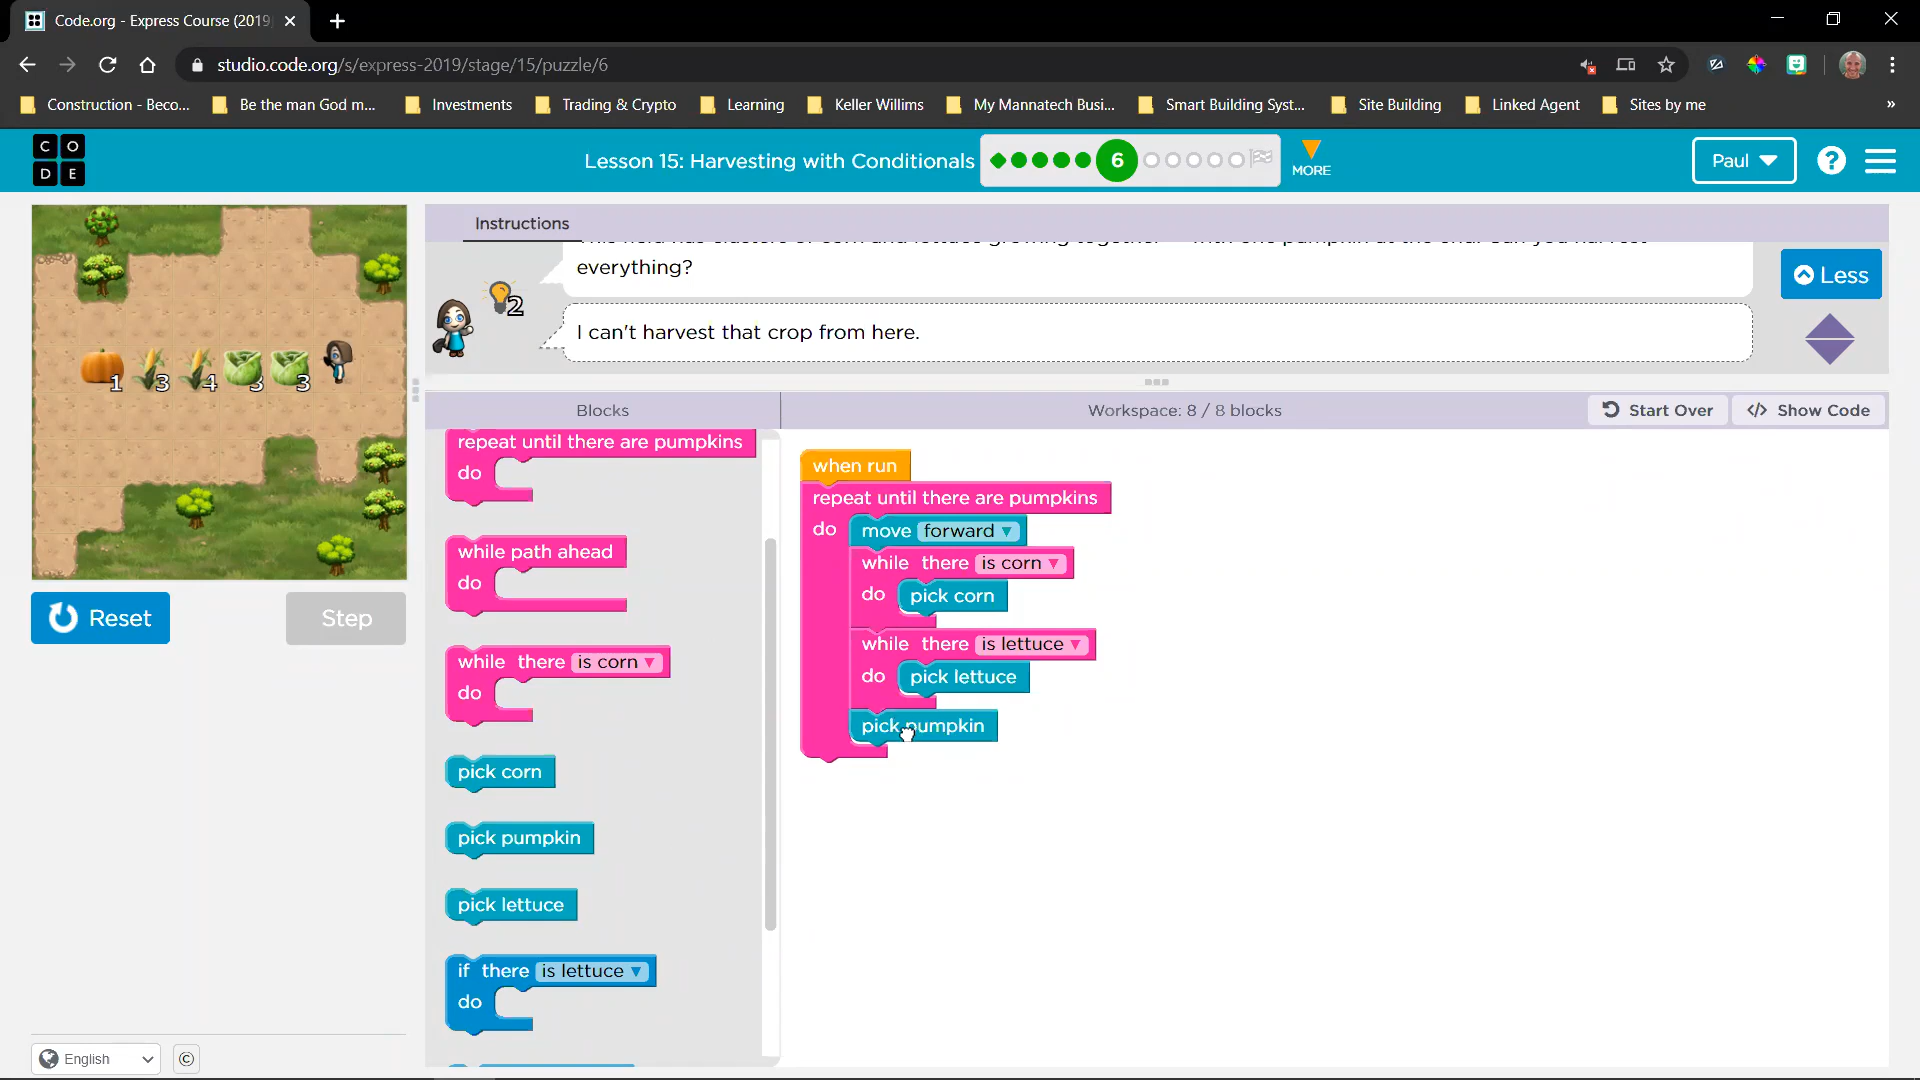 Code.org - Express Course (2019
studio.code.org/s/express-2019/stage/15/puzzle/6
Construction - Beco...
Be the man God m...
Investments
Trading & Crypto
Learning
Keller Willims
My Mannatech Busi...
Smart Building Syst...
Site Building
Linked Agent
Sites by me
»
C O
D E
Lesson 15: Harvesting with Conditionals
6
MORE
Paul
?
Instructions
everything?
2
I can't harvest that crop from here.
Less
1
3
4
3
3
Blocks
Workspace: 8 / 8 blocks
Start Over
</> Show Code
repeat until there are pumpkins
do
while path ahead
do
while there is corn
do
pick corn
pick pumpkin
pick lettuce
if there is lettuce
do
when run
repeat until there are pumpkins
do
move forward
while there is corn
do pick corn
while there is lettuce
do pick lettuce
pick pumpkin
Reset
Step
English
©